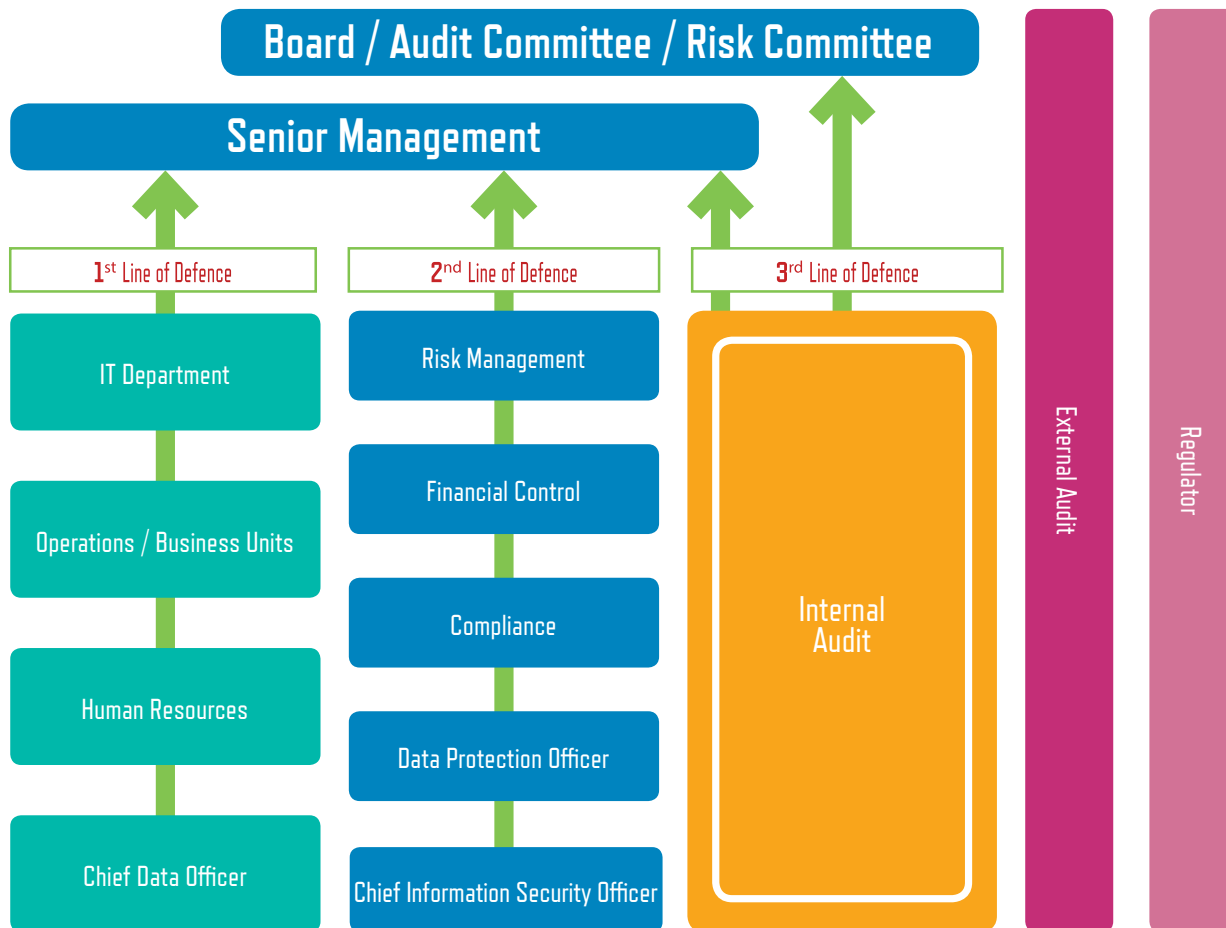 Board / Audit Committee / Risk Committee
Senior Management
1st Line of Defence
2nd Line of Defence
3rd Line of Defence
IT Department
Operations / Business Units
Human Resources
Chief Data Officer
Risk Management
Financial Control
Compliance
Data Protection Officer
Chief Information Security Officer
Internal
Audit
External Audit
Regulator